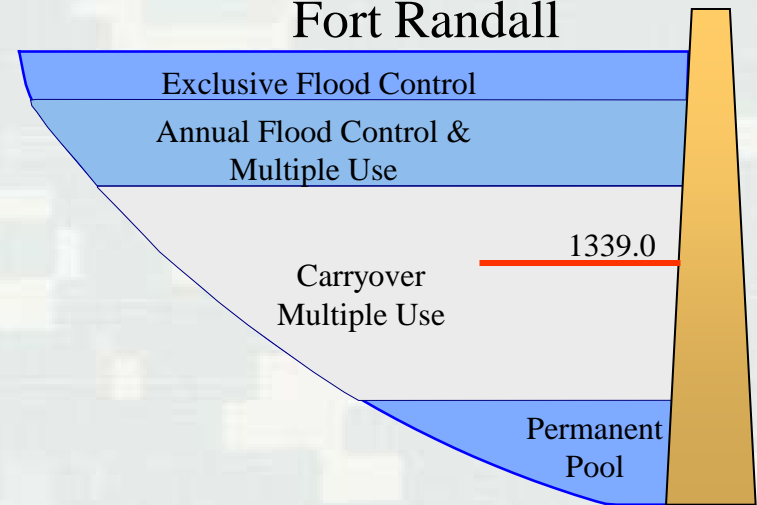 Fort Randall
Exclusive Flood Control
Annual Flood Control &
Multiple Use
1339.0
Carryover
Multiple Use
Permanent
Pool